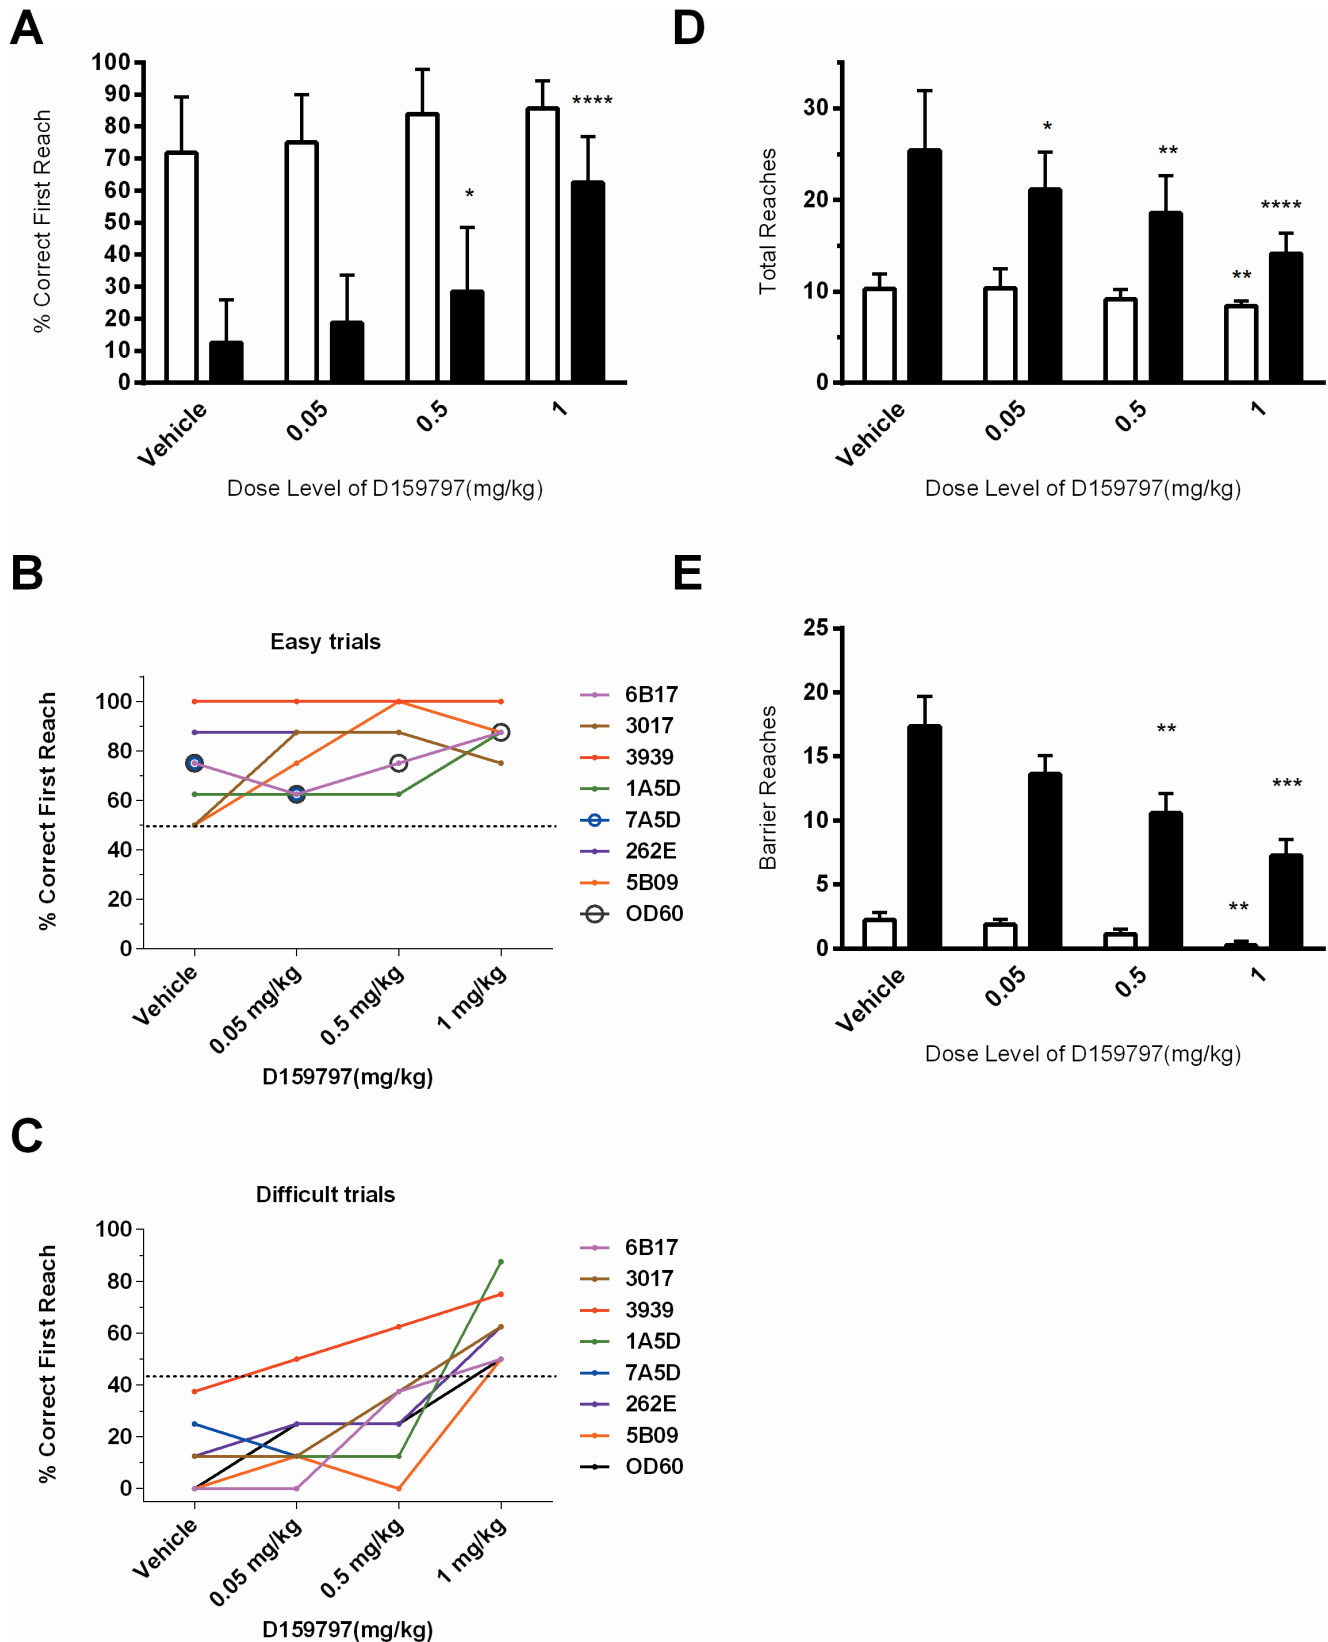 A
% Correct First Reach
100
90
80
70
60
50
40
30
20
10
0
*
****
Vehicle
0.05
0.5
1
Dose Level of D159797(mg/kg)
D
Total Reaches
30
20
10
0
*
**
**
****
Vehicle
0.05
0.5
1
Dose Level of D159797(mg/kg)
B
Easy trials
% Correct First Reach
100
80
60
40
20
0
6B17
3017
3939
1A5D
7A5D
262E
5B09
OD60
Vehicle
0.05 mg/kg
0.5 mg/kg
1 mg/kg
D159797(mg/kg)
E
Barrier Reaches
25
20
15
10
5
0
**
**
***
Vehicle
0.05
0.5
1
Dose Level of D159797(mg/kg)
C
Difficult trials
% Correct First Reach
100
80
60
40
20
0
6B17
3017
3939
1A5D
7A5D
262E
5B09
OD60
Vehicle
0.05 mg/kg
0.5 mg/kg
1 mg/kg
D159797(mg/kg)